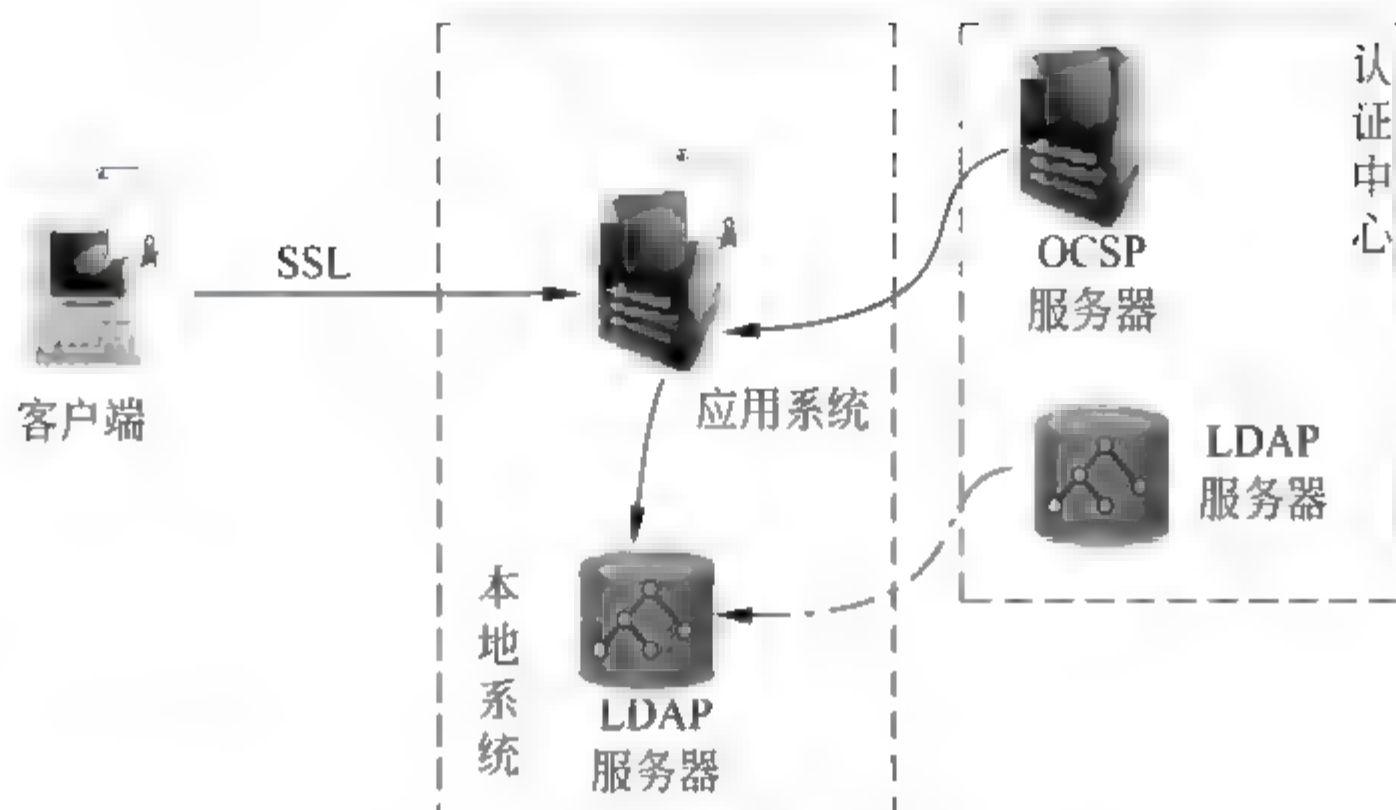 认
证
中
心
OCSP
服务器
SSL
客户端
应用系统
LDAP
服务器
本
地
系
统
LDAP
服务器